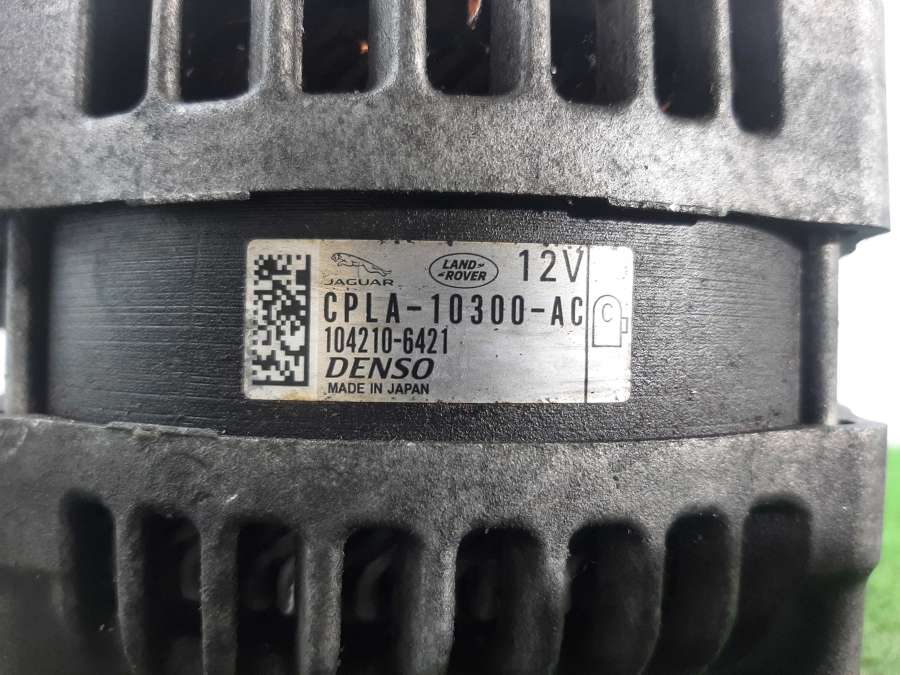 JAGUAR LAND ROVER 12V
CPLA-10300-AC C
104210-6421
DENSO
MADE IN JAPAN